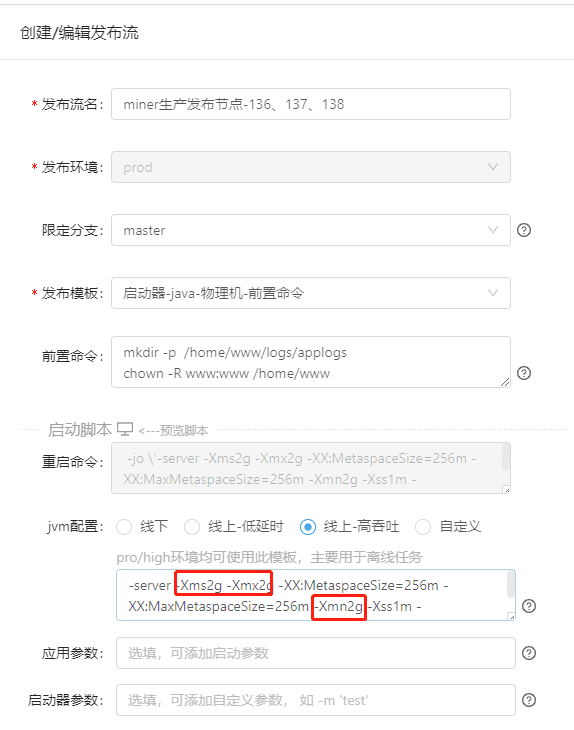 创建/编辑发布流
* 发布流名: miner生产发布节点-136、137、138
* 发布环境: prod
限定分支: master
* 发布模板: 启动器-java-物理机-前置命令
前置命令: mkdir -p  /home/www/logs/applogs
chown -R www:www /home/www
启动脚本 <---预览脚本
重启命令: -jo \'-server -Xms2g -Xmx2g -XX:MetaspaceSize=256m -
XX:MaxMetaspaceSize=256m -Xmn2g -Xss1m -
jvm配置: 线下 线上-低延时 线上-高吞吐 自定义
pro/high环境均可使用此模板，主要用于离线任务
-server -Xms2g -Xmx2g -XX:MetaspaceSize=256m -
XX:MaxMetaspaceSize=256m -Xmn2g -Xss1m -
应用参数: 选填，可添加启动参数
启动器参数: 选填，可添加自定义参数， 如 -m 'test'